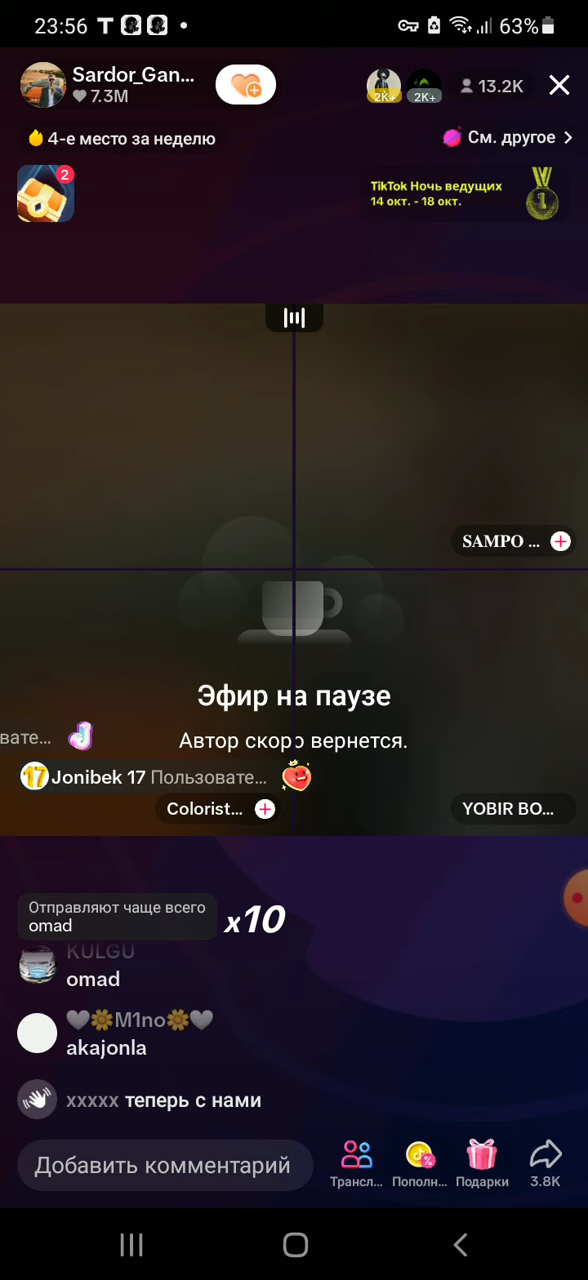 23:56
63%
Sardor_Gan...
7.3M
2K+
2K+
13.2K
4-е место за неделю
См. другое
2
TikTok Ночь ведущих
14 окт. - 18 окт.
1
SAMPO ...
Эфир на паузе
Автор скоро вернется.
вате...
17 Jonibek 17 Пользовате...
Colorist...
YOBIR BO...
Отправляют чаще всего
omad
x10
KULGU
omad
M1no
akajonla
xxxxx теперь с нами
Добавить комментарий
Трансл...
Пополн...
Подарки
3.8K